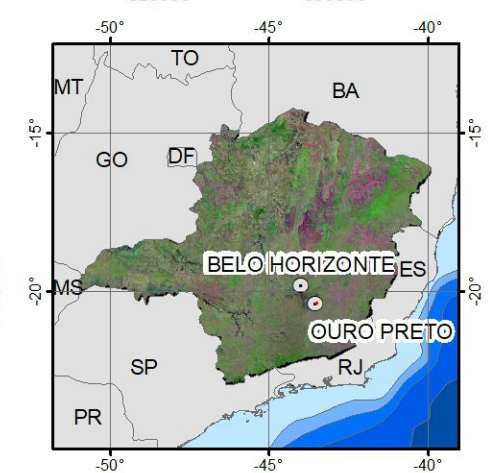 -50° -45° -40°
TO
MT
BA
-15° -15°
GO DF
BELO HORIZONTE
ES
MS
-20° -20°
OURO PRETO
SP RJ
PR
-50° -45° -40°